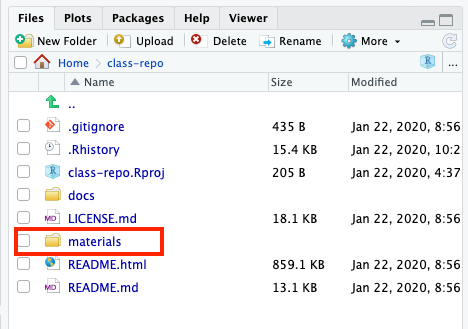 Files Plots Packages Help Viewer
New Folder Upload Delete Rename More
Home class-repo R ...
Name Size Modified
..
.gitignore 435 B Jan 22, 2020, 8:56
.Rhistory 15.4 KB Jan 22, 2020, 10:2
R class-repo.Rproj 205 B Jan 22, 2020, 4:37
docs
MD LICENSE.md 18.1 KB Jan 22, 2020, 8:56
materials
README.html 859.1 KB Jan 22, 2020, 8:56
MD README.md 13.1 KB Jan 22, 2020, 8:56